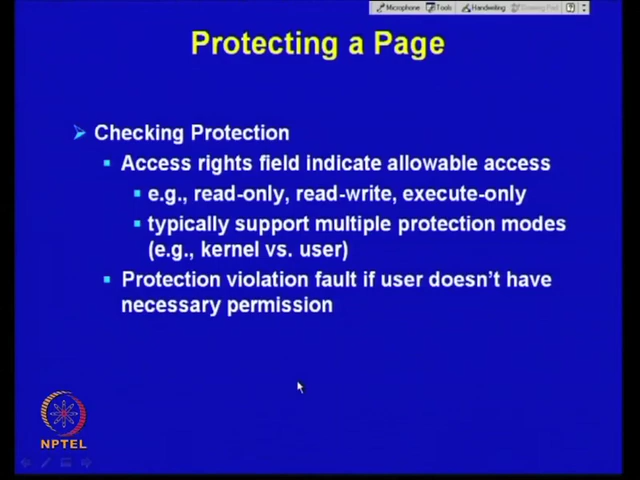 Microphone Tools Handwriting Drawing Pad
Protecting a Page
Checking Protection
Access rights field indicate allowable access
e.g., read-only, read-write, execute-only
typically support multiple protection modes
(e.g., kernel vs. user)
Protection violation fault if user doesn't have
necessary permission
NPTEL